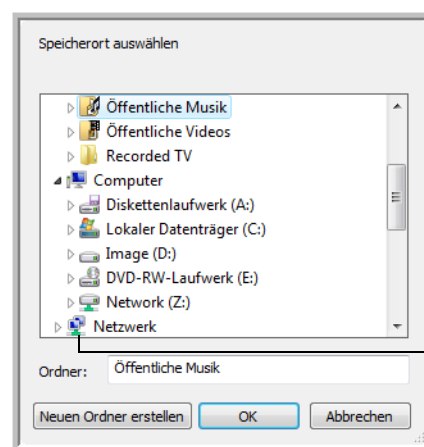 Speicherort auswählen
Öffentliche Musik
Öffentliche Videos
Recorded TV
Computer
Diskettenlaufwerk (A:)
Lokaler Datenträger (C:)
Image (D:)
DVD-RW-Laufwerk (E:)
Network (Z:)
Netzwerk
Ordner: Öffentliche Musik
Neuen Ordner erstellen OK Abbrechen